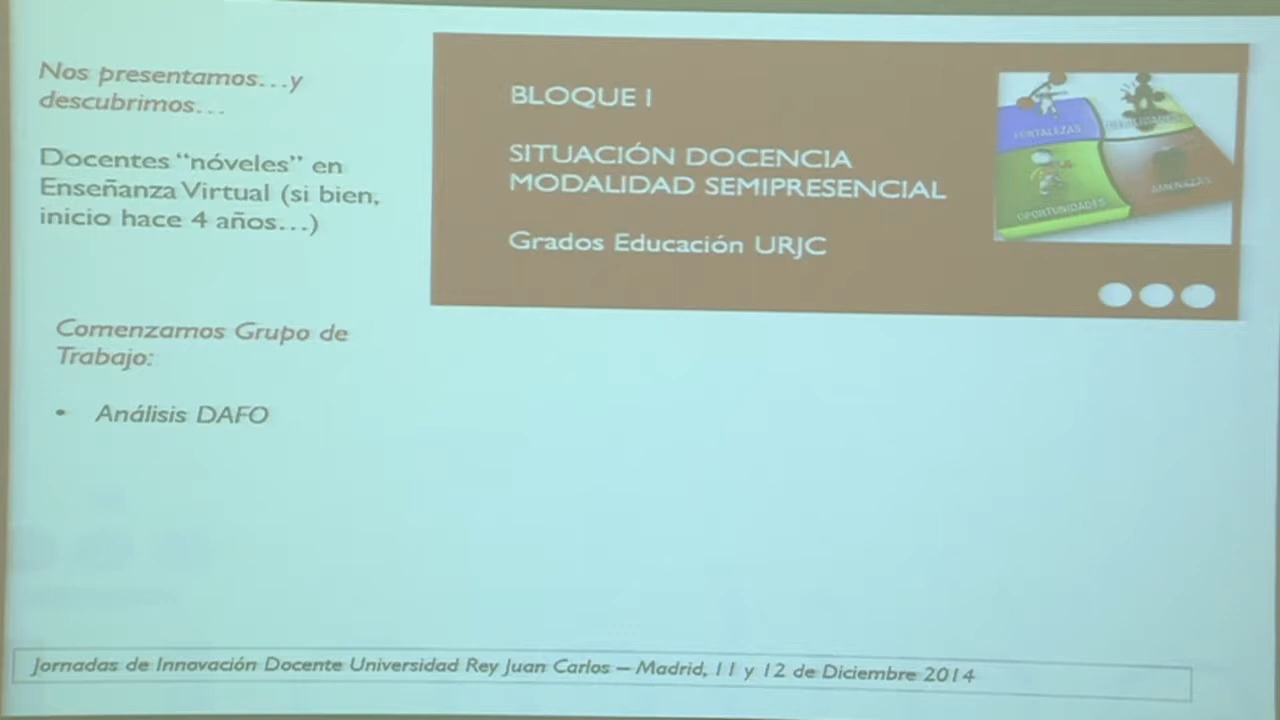 Nos presentamos...y
descubrimos...
Docentes “nóveles” en
Enseñanza Virtual (si bien,
inicio hace 4 años...)
Comenzamos Grupo de
Trabajo:
• Análisis DAFO
BLOQUE I
SITUACIÓN DOCENCIA
MODALIDAD SEMIPRESENCIAL
Grados Educación URJC
FORTALEZAS
DEBILIDADES
OPORTUNIDADES
AMENAZAS
Jornadas de Innovación Docente Universidad Rey Juan Carlos – Madrid, 11 y 12 de Diciembre 2014